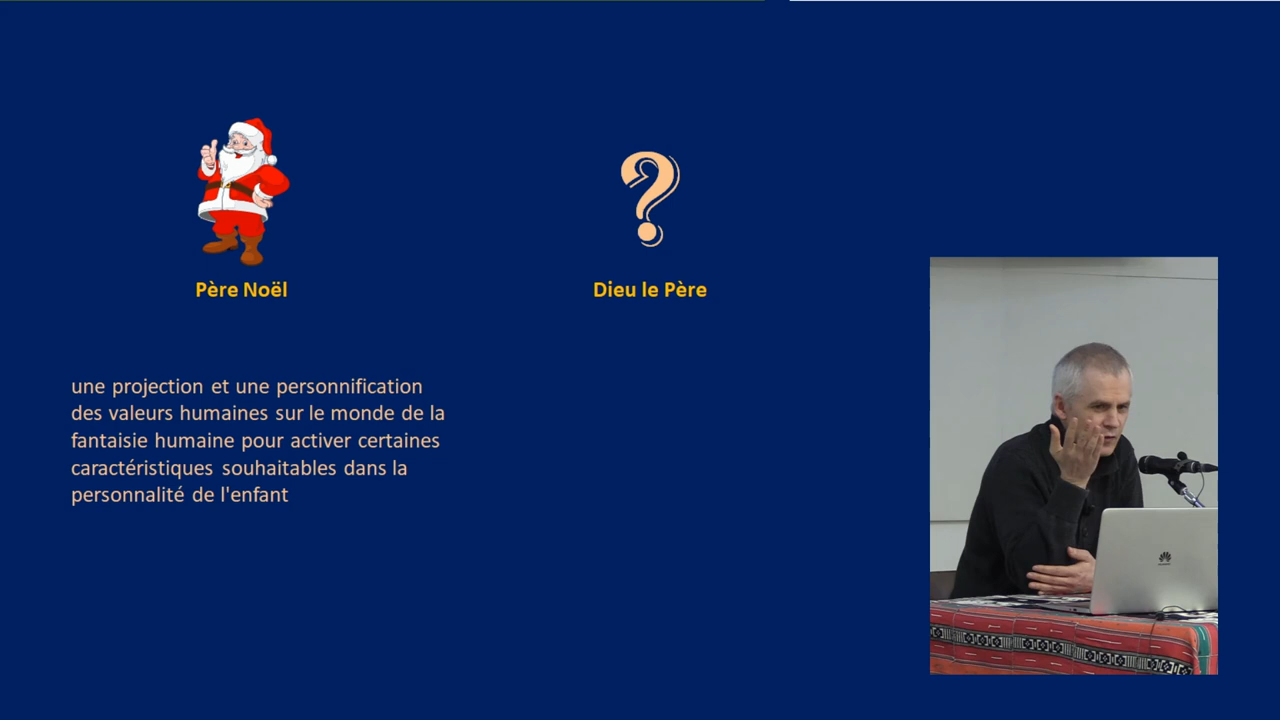 Père Noël
Dieu le Père
une projection et une personnification
des valeurs humaines sur le monde de la
fantaisie humaine pour activer certaines
caractéristiques souhaitables dans la
personnalité de l'enfant